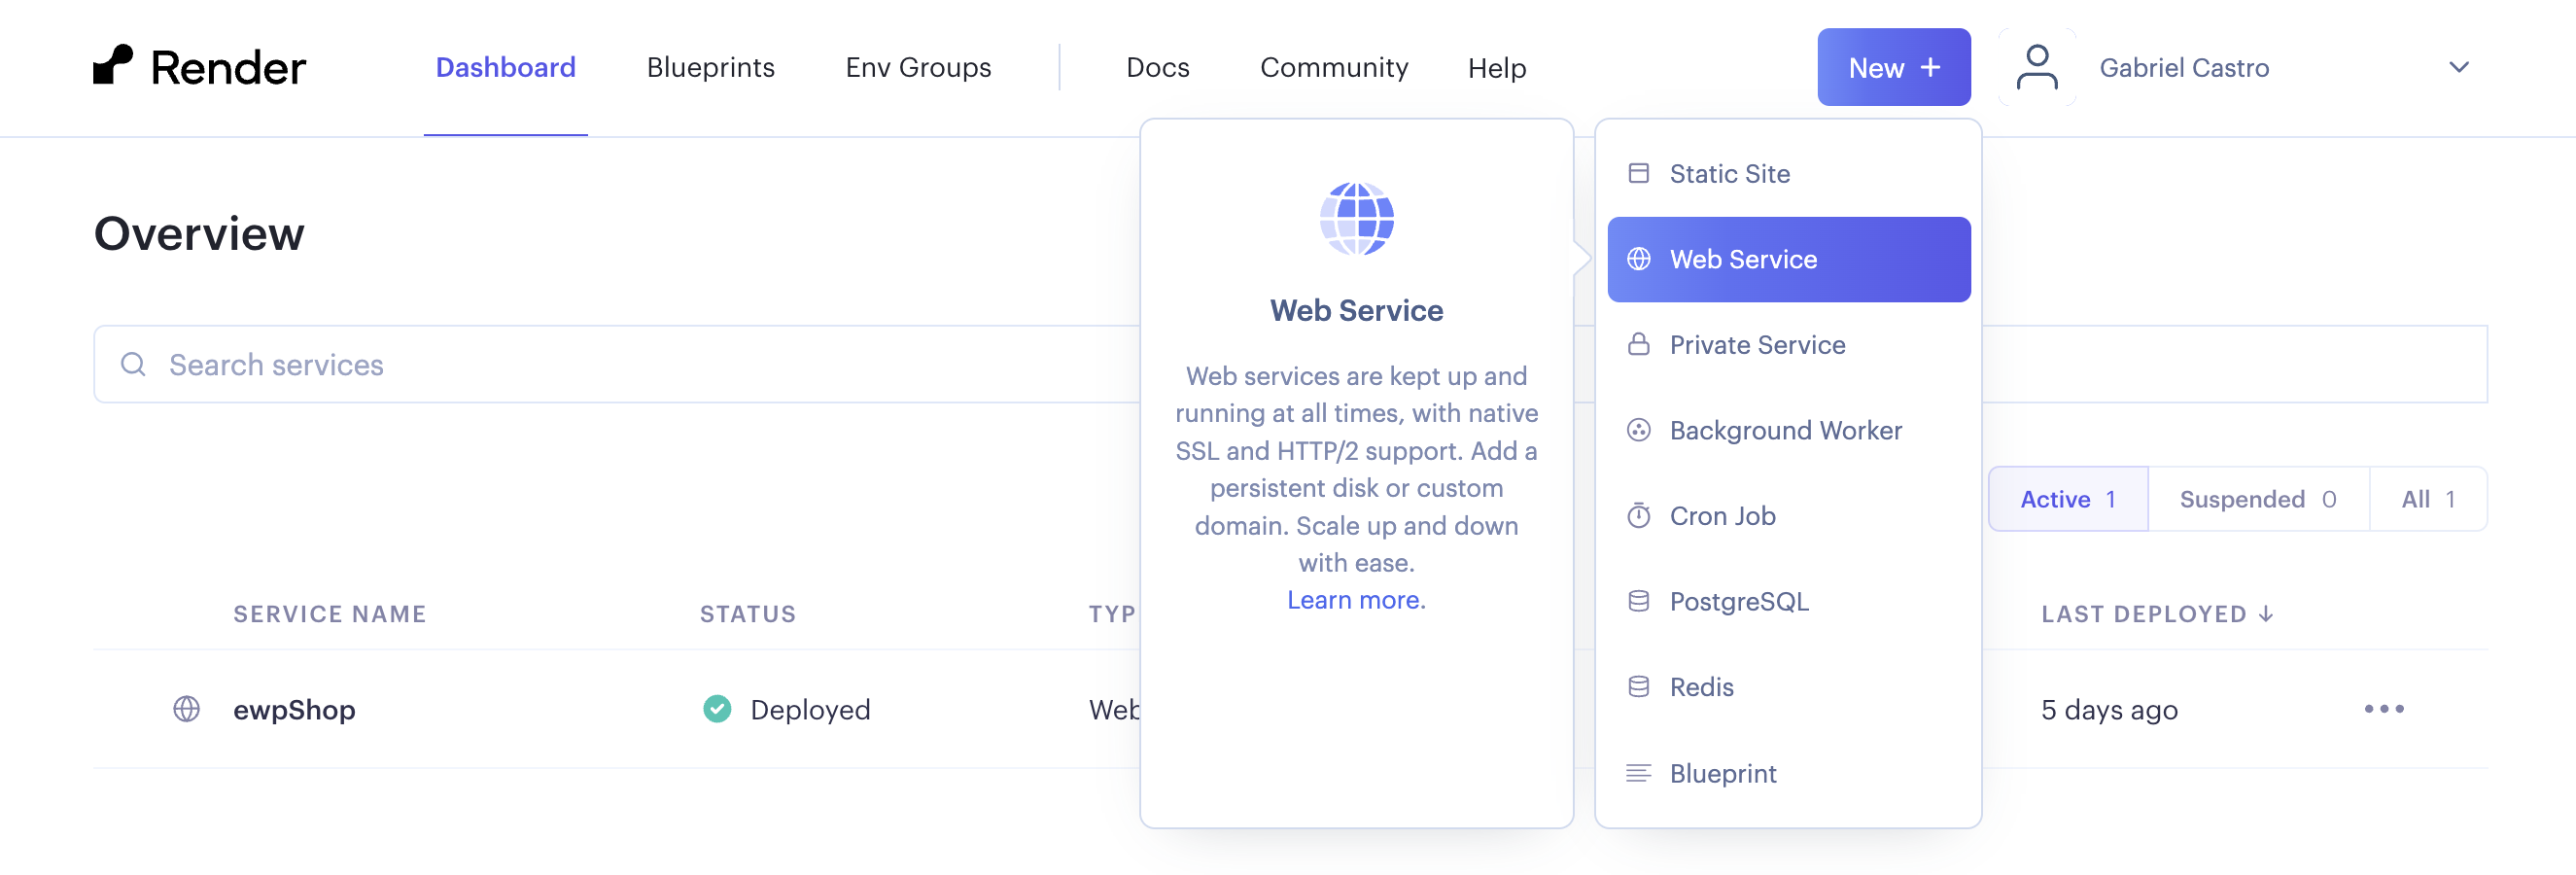 Render
Dashboard
Blueprints
Env Groups
Docs
Community
Help
New +
Gabriel Castro
Overview
Search services
Web Service
Web services are kept up and
running at all times, with native
SSL and HTTP/2 support. Add a
persistent disk or custom
domain. Scale up and down
with ease.
Learn more.
Static Site
Web Service
Private Service
Background Worker
Cron Job
PostgreSQL
Redis
Blueprint
Active 1
Suspended 0
All 1
SERVICE NAME
STATUS
TYP
LAST DEPLOYED ↓
ewpShop
Deployed
Web
5 days ago